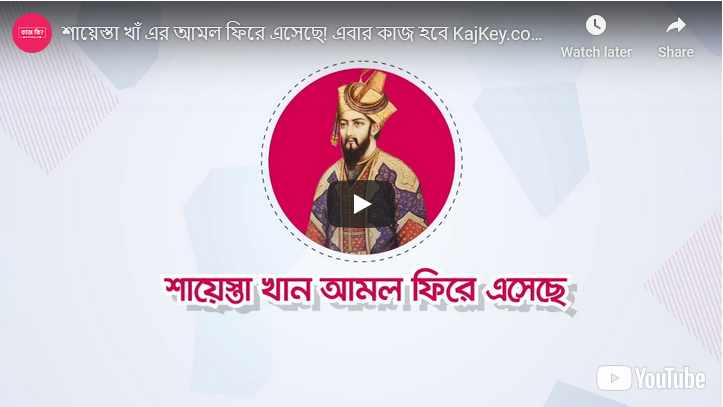 কাজ কি?
শায়েস্তা খাঁ এর আমল ফিরে এসেছে! এবার কাজ হবে KajKey.co...
Watch later
Share
শায়েস্তা খান আমল ফিরে এসেছে
YouTube